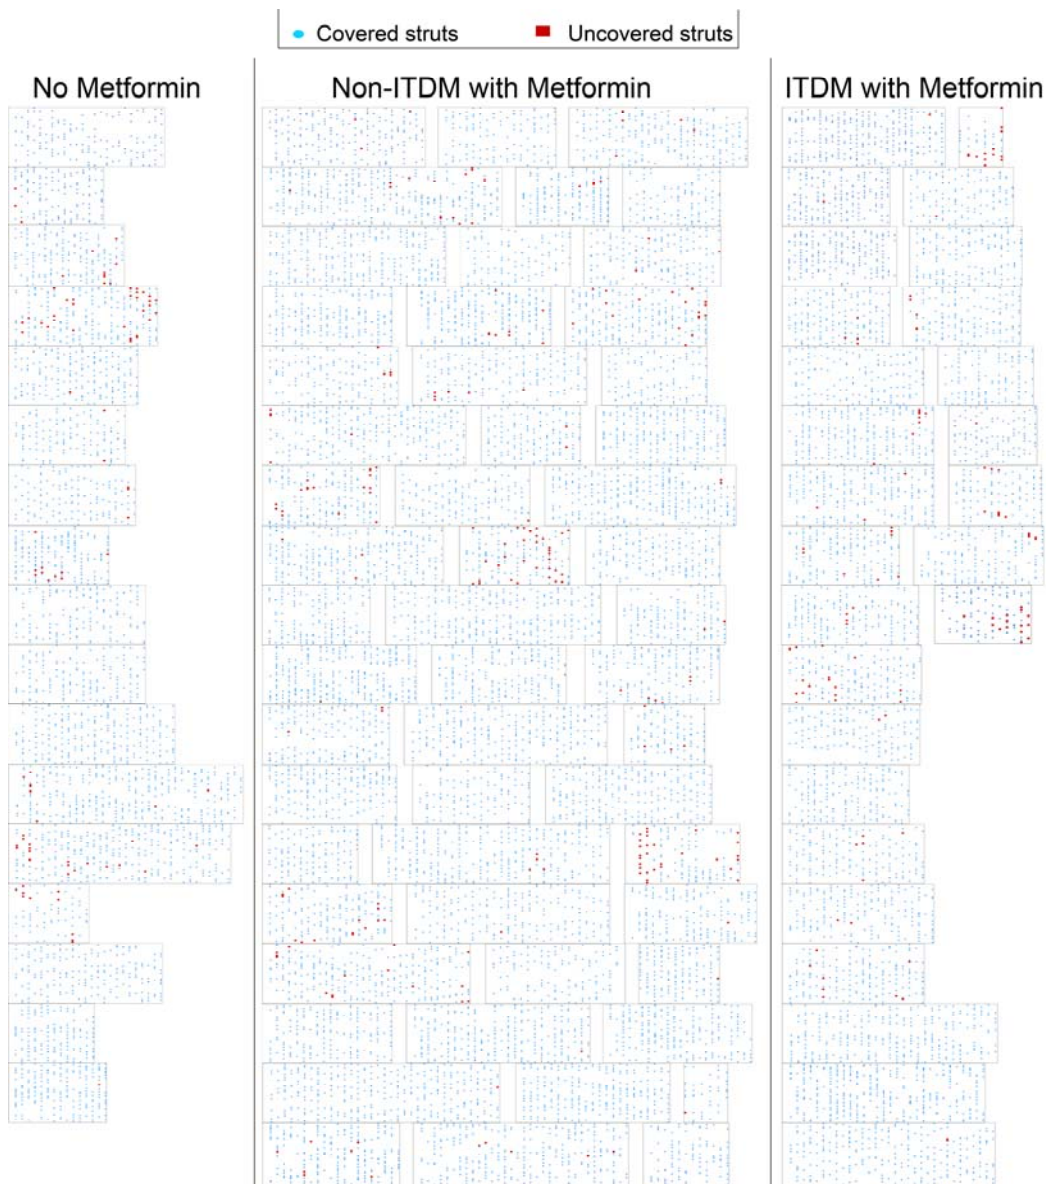 Covered struts
Uncovered struts
No Metformin
Non-ITDM with Metformin
ITDM with Metformin